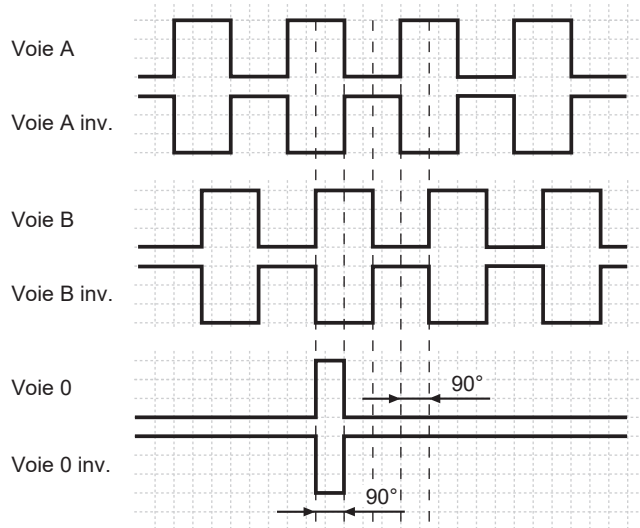 Voie A
Voie A inv.
Voie B
Voie B inv.
Voie 0
90°
Voie 0 inv.
90°